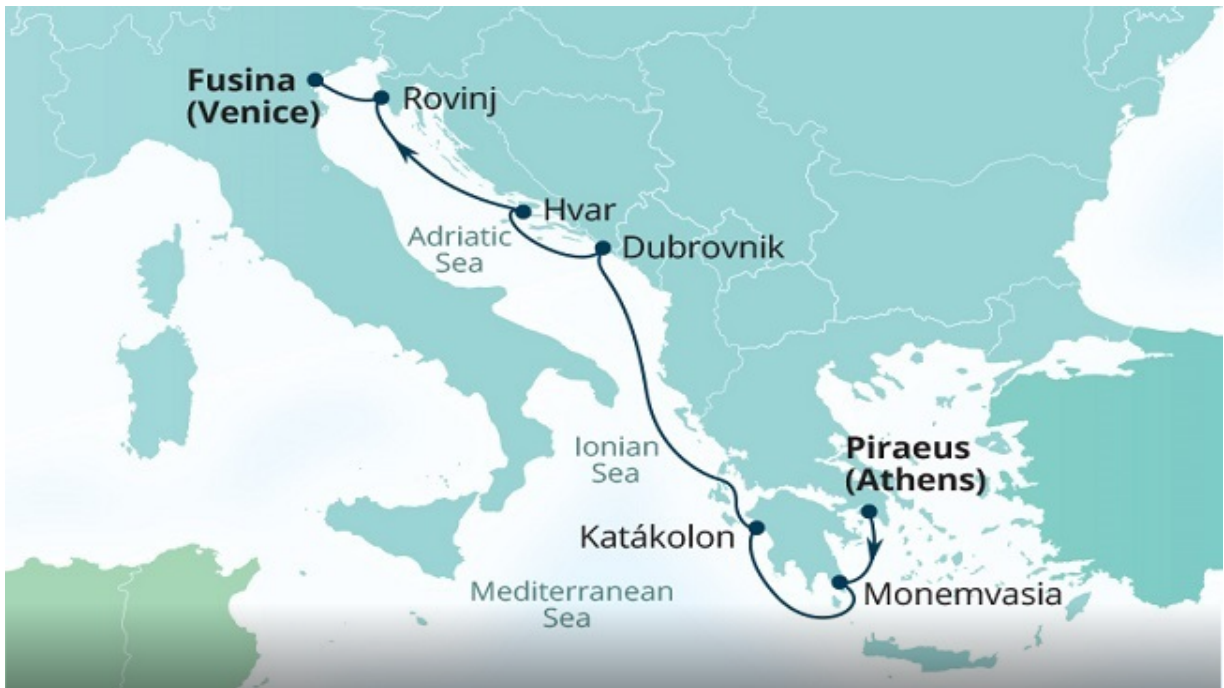 Fusina
(Venice)
Rovinj
Hvar
Adriatic
Sea
Dubrovnik
Ionian
Sea
Piraeus
(Athens)
Katákolon
Mediterranean
Sea
Monemvasia